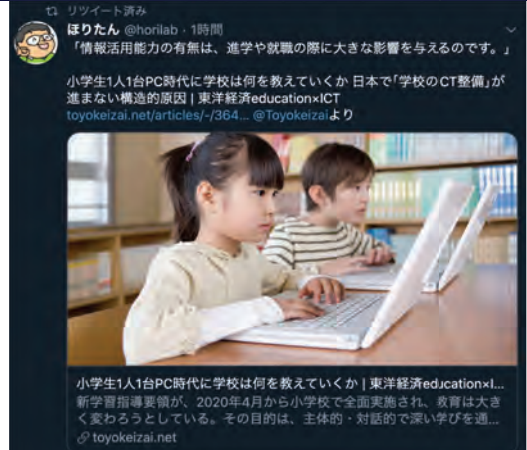 リツイート済み
ほりたん @horilab・1時間
「情報活用能力の有無は、進学や就職の際に大きな影響を与えるのです。」
小学生1人1台PC時代に学校は何を教えていくか 日本で「学校のCT整備」が
進まない構造的原因 | 東洋経済education×ICT
toyokeizai.net/articles/-/364... @Toyokeizaiより
小学生1人1台PC時代に学校は何を教えていくか | 東洋経済education×I...
新学習指導要領が、2020年4月から小学校で全面実施され、教育は大き
く変わろうとしている。その目的は、主体的・対話的で深い学びを通...
toyokeizai.net